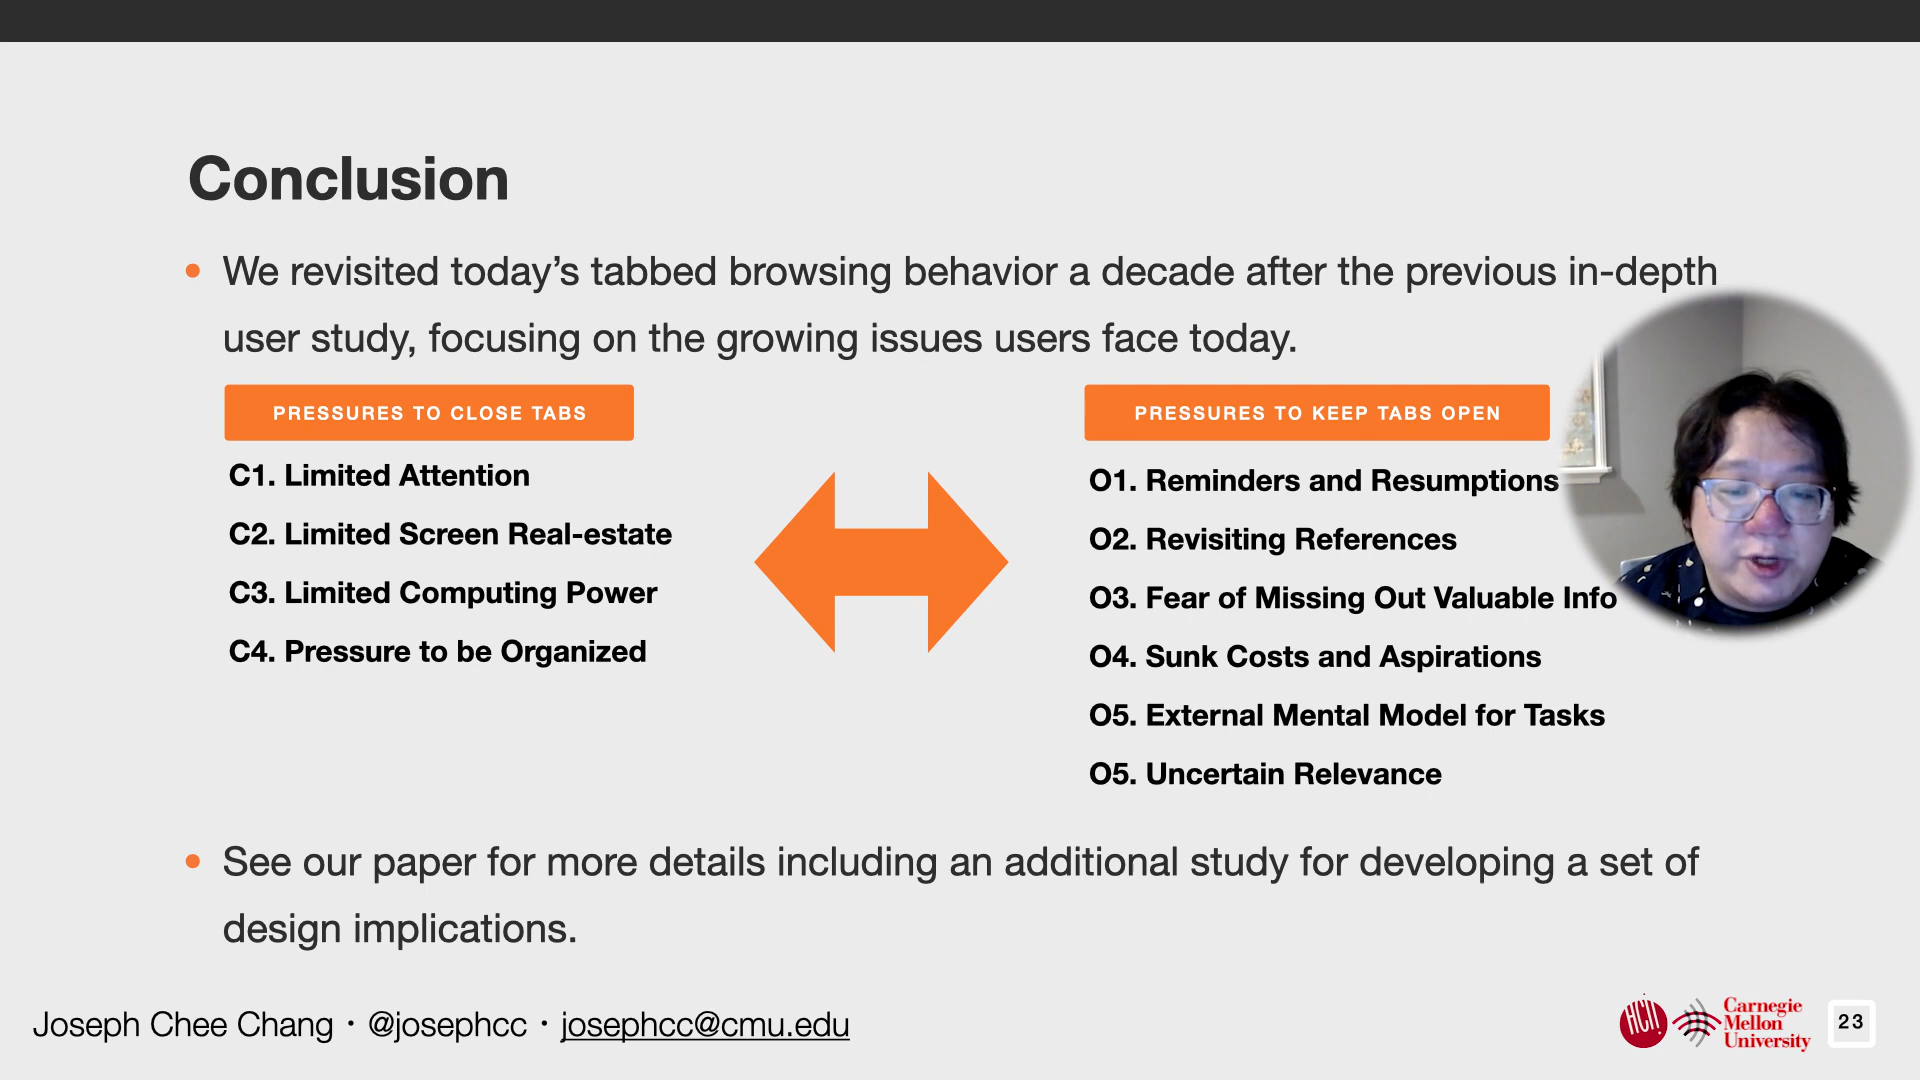 Conclusion
• We revisited today’s tabbed browsing behavior a decade after the previous in-depth
user study, focusing on the growing issues users face today.
PRESSURES TO CLOSE TABS
C1. Limited Attention
C2. Limited Screen Real-estate
C3. Limited Computing Power
C4. Pressure to be Organized
PRESSURES TO KEEP TABS OPEN
O1. Reminders and Resumptions
O2. Revisiting References
O3. Fear of Missing Out Valuable Info
O4. Sunk Costs and Aspirations
O5. External Mental Model for Tasks
O5. Uncertain Relevance
• See our paper for more details including an additional study for developing a set of
design implications.
Joseph Chee Chang • @josephcc • josephcc@cmu.edu
HCII
Carnegie
Mellon
University
23